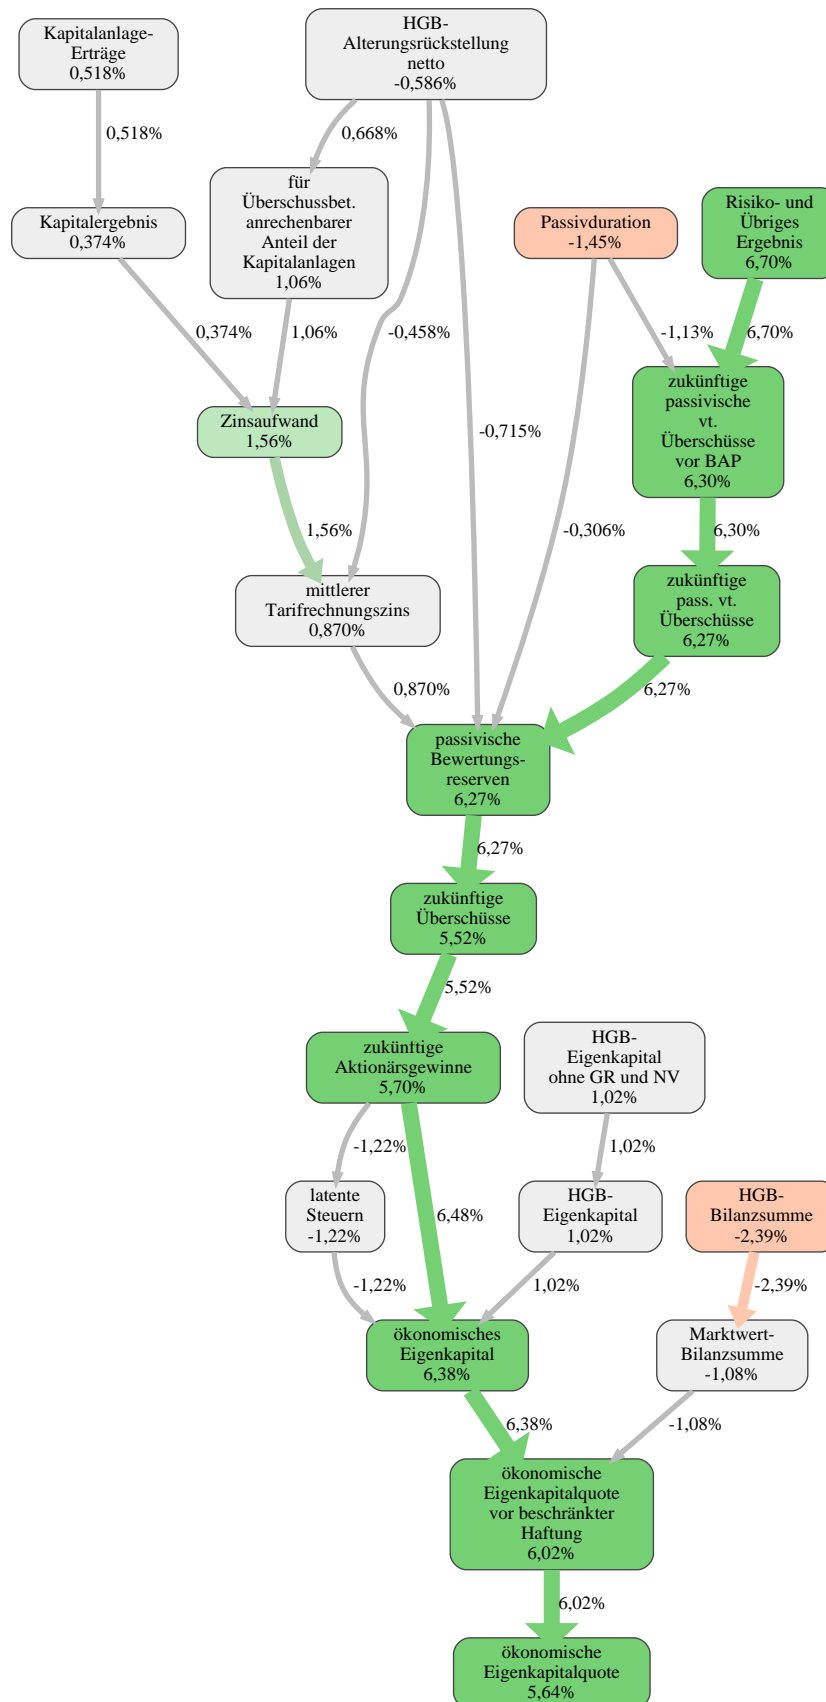 Kapitalanlage-
Erträge
0,518%
HGB-
Alterungsrückstellung
netto
-0,586%
0,518%
0,668%
für
Überschussbet.
anrechenbarer
Anteil der
Kapitalanlagen
1,06%
Kapitalergebnis
0,374%
Passivduration
-1,45%
Risiko- und
Übriges
Ergebnis
6,70%
0,374%
1,06%
-0,458%
-1,13%
6,70%
zukünftige
passivische
vt.
Überschüsse
vor BAP
6,30%
Zinsaufwand
1,56%
-0,715%
1,56%
-0,306%
6,30%
mittlerer
Tarifrechnungszins
0,870%
zukünftige
pass. vt.
Überschüsse
6,27%
0,870%
6,27%
passivische
Bewertungs-
reserven
6,27%
6,27%
zukünftige
Überschüsse
5,52%
5,52%
zukünftige
Aktionärsgewinne
5,70%
HGB-
Eigenkapital
ohne GR und NV
1,02%
-1,22%
1,02%
latente
Steuern
-1,22%
6,48%
HGB-
Eigenkapital
1,02%
HGB-
Bilanzsumme
-2,39%
-1,22%
1,02%
-2,39%
ökonomisches
Eigenkapital
6,38%
Marktwert-
Bilanzsumme
-1,08%
6,38%
-1,08%
ökonomische
Eigenkapitalquote
vor beschränkter
Haftung
6,02%
6,02%
ökonomische
Eigenkapitalquote
5,64%